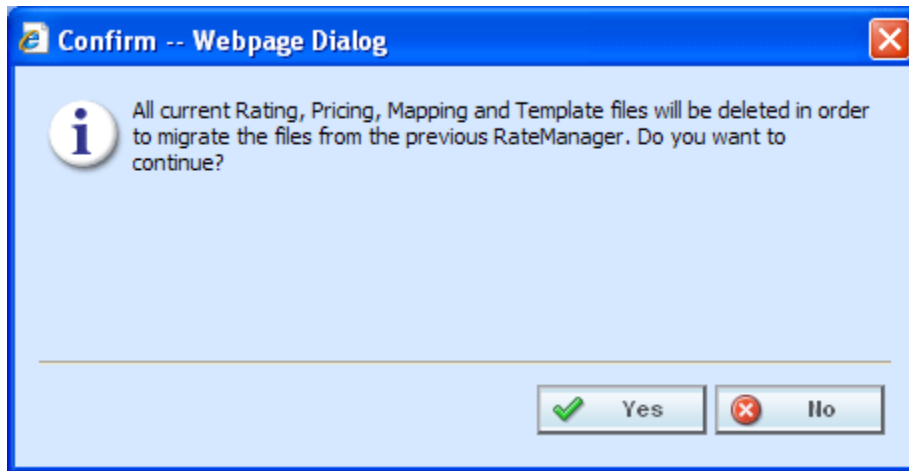 Confirm -- Webpage Dialog
All current Rating, Pricing, Mapping and Template files will be deleted in order
to migrate the files from the previous RateManager. Do you want to
continue?
Yes
No